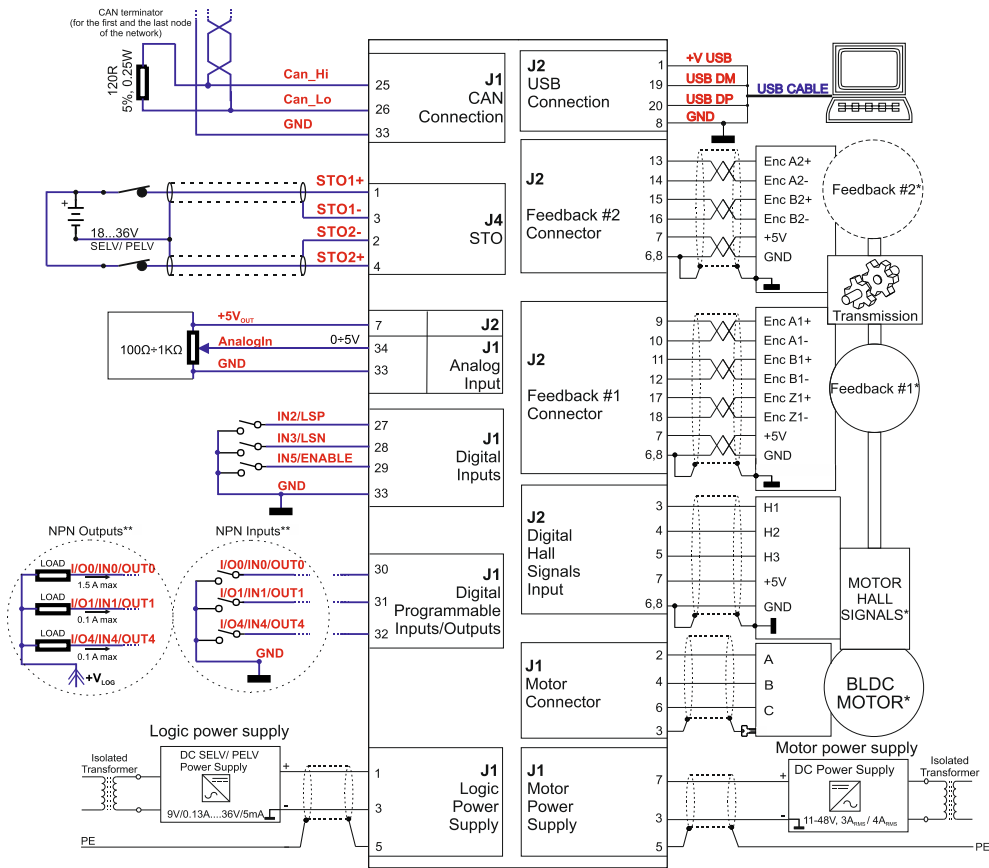 CAN terminator
(for the first and the last node
of the network)
120R
5%, 0.25W
Can_Hi
25
Can_Lo
26
GND
33
J1
CAN
Connection
J2
USB
Connection
1
+V USB
19
USB DM
20
USB DP
8
GND
USB CABLE
STO1+
1
STO1-
3
STO2-
2
STO2+
4
+
18...36V
SELV/ PELV
J4
STO
J2
Feedback #2
Connector
13
Enc A2+
14
Enc A2-
15
Enc B2+
16
Enc B2-
7
+5V
6,8
GND
Feedback #2*
Transmission
100Ω÷1KΩ
+5VOUT
7
AnalogIn
0÷5V
34
GND
33
J2
J1
Analog
Input
J2
Feedback #1
Connector
9
Enc A1+
10
Enc A1-
11
Enc B1+
12
Enc B1-
17
Enc Z1+
18
Enc Z1-
7
+5V
6,8
GND
Feedback #1*
IN2/LSP
27
IN3/LSN
28
IN5/ENABLE
29
GND
33
J1
Digital
Inputs
J2
Digital
Hall
Signals
Input
3
H1
4
H2
5
H3
7
+5V
6,8
GND
MOTOR
HALL
SIGNALS*
NPN Outputs**
LOAD
I/O0/IN0/OUT0
1.5 A max
LOAD
I/O1/IN1/OUT1
0.1 A max
LOAD
I/O4/IN4/OUT4
0.1 A max
+VLOG
NPN Inputs**
I/O0/IN0/OUT0
30
I/O1/IN1/OUT1
31
I/O4/IN4/OUT4
32
GND
J1
Digital
Programmable
Inputs/Outputs
J1
Motor
Connector
2
A
4
B
6
C
3
BLDC
MOTOR*
Logic power supply
Isolated
Transformer
DC SELV/ PELV
Power Supply
9V/0.13A....36V/5mA
+
-
PE
1
3
5
J1
Logic
Power
Supply
J1
Motor
Power
Supply
7
3
5
Motor power supply
+
-
DC Power Supply
11-48V, 3ARMS / 4ARMS
Isolated
Transformer
PE